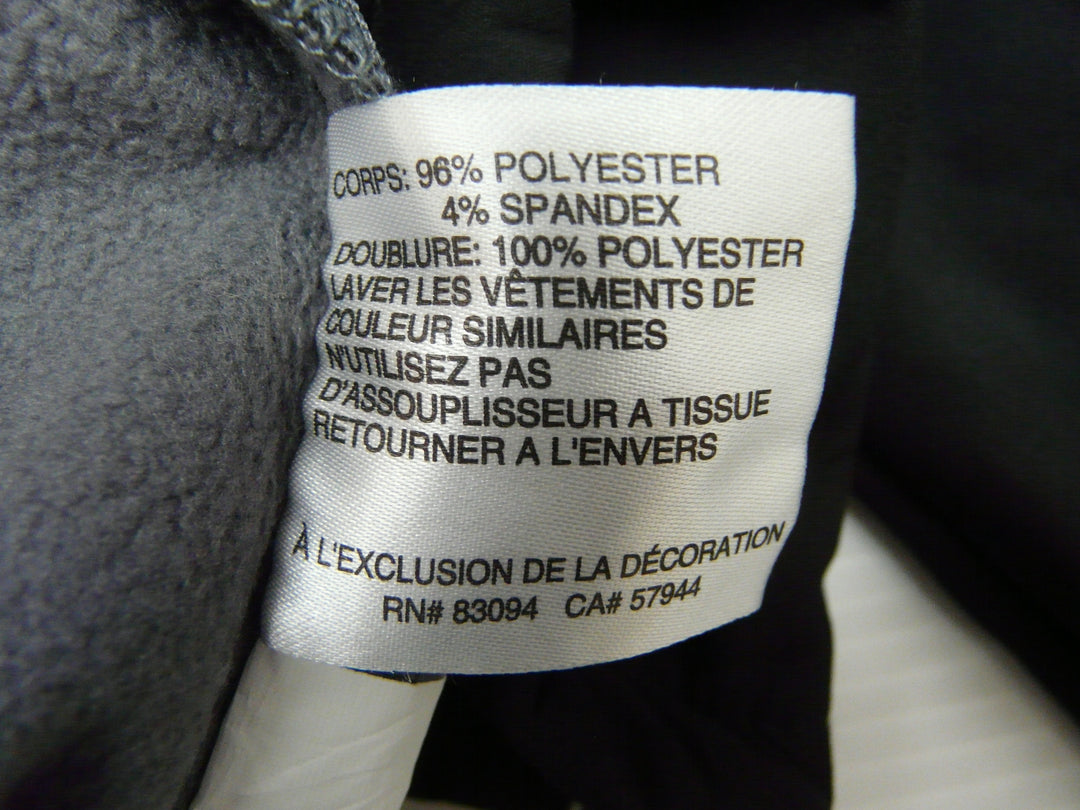 CORPS: 96% POLYESTER
4% SPANDEX
DOUBLURE: 100% POLYESTER
LAVER LES VÊTEMENTS DE
COULEUR SIMILAIRES
N'UTILISEZ PAS
D'ASSOUPLISSEUR A TISSUE
RETOURNER A L'ENVERS
À L'EXCLUSION DE LA DÉCORATION
RN# 83094 CA# 57944